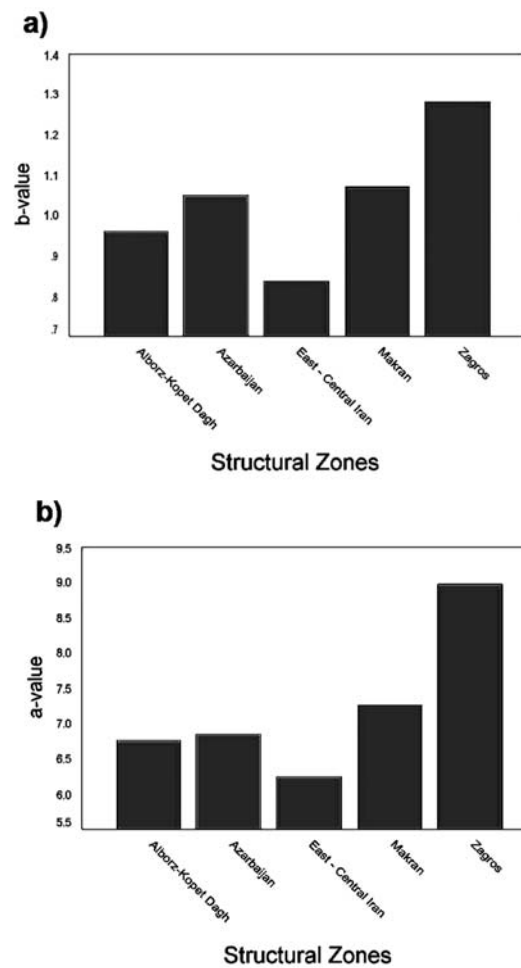 a)
1.4
1.3
1.2
1.1
1.0
.9
.8
.7
b-value
Alborz-Kopet Dagh
Azarbaijan
East - Central Iran
Makran
Zagros
Structural Zones
b)
9.5
9.0
8.5
8.0
7.5
7.0
6.5
6.0
5.5
a-value
Alborz-Kopet Dagh
Azarbaijan
East - Central Iran
Makran
Zagros
Structural Zones